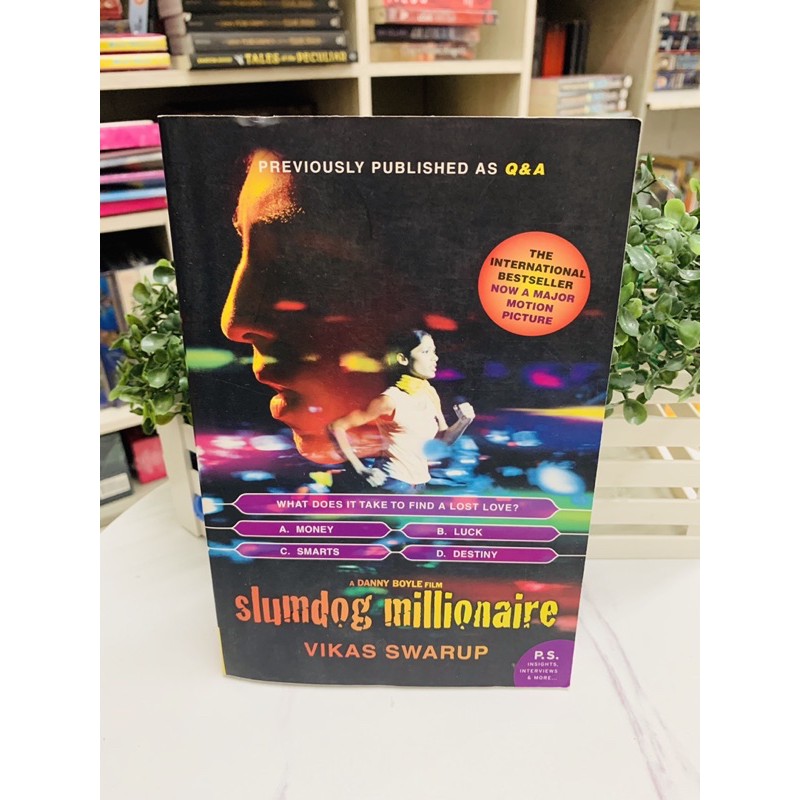 TALES of the PECULIAR
PREVIOUSLY PUBLISHED AS Q&A
THE
INTERNATIONAL
BESTSELLER
NOW A MAJOR
MOTION
PICTURE
WHAT DOES IT TAKE TO FIND A LOST LOVE?
A. MONEY
B. LUCK
C. SMARTS
D. DESTINY
A DANNY BOYLE FILM
slumdog millionaire
VIKAS SWARUP
P.S.
INSIGHTS,
INTERVIEWS
& MORE...